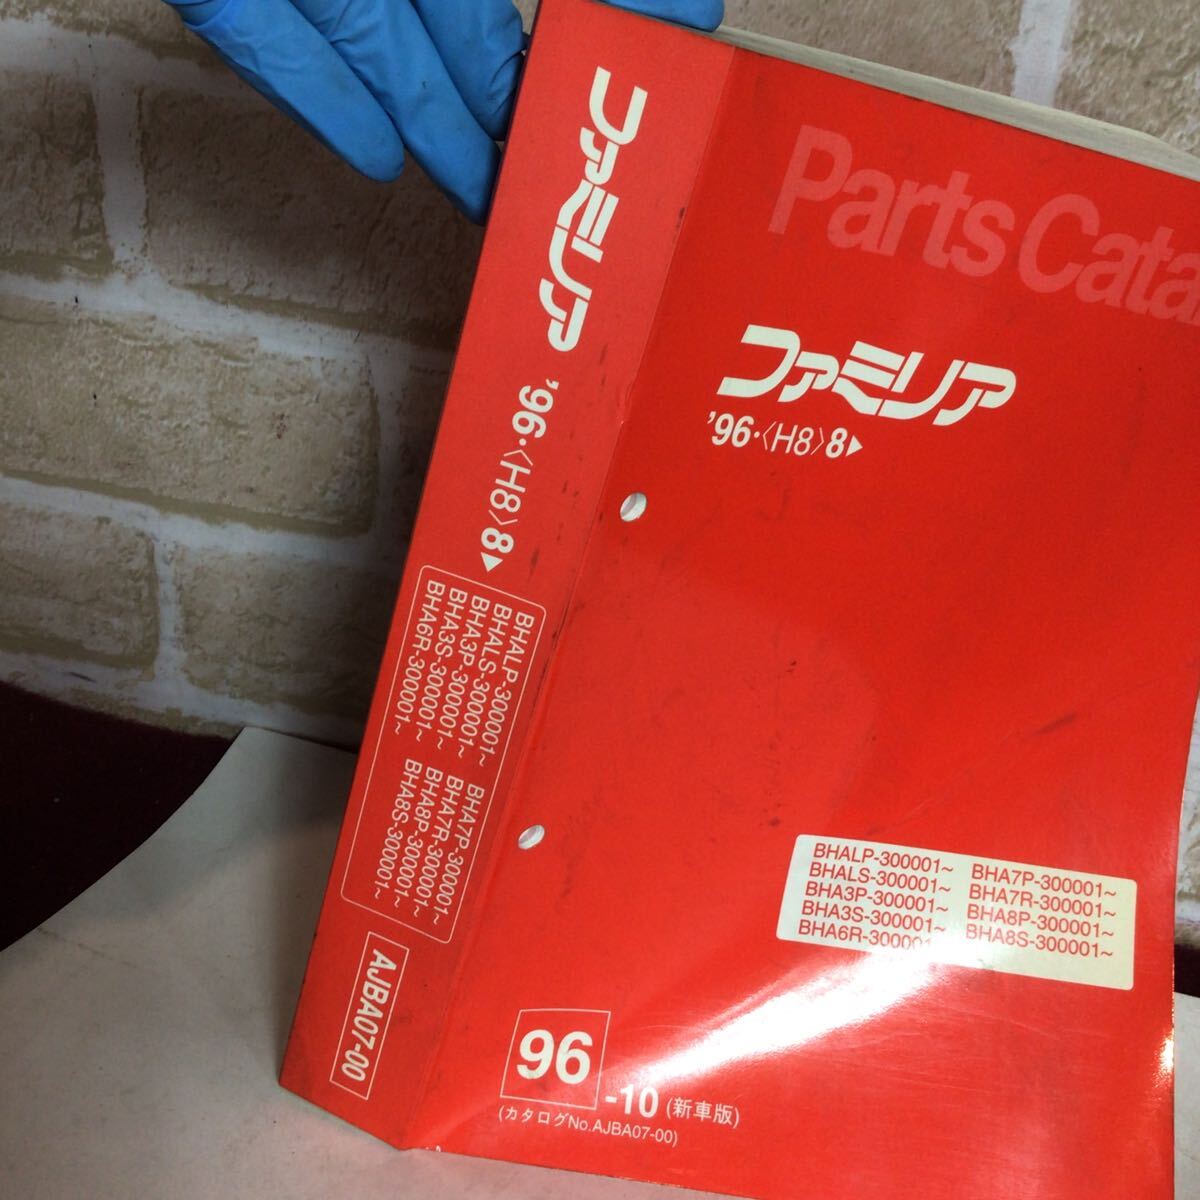 ファミリア '96・〈H8〉8▶
BHALP-300001~ BHA7P-300001~
BHALS-300001~ BHA7R-300001~
BHA3P-300001~ BHA8P-300001~
BHA3S-300001~ BHA8S-300001~
BHA6R-300001~
AJBA07-00
Parts Cata
ファミリア
'96・〈H8〉8▶
BHALP-300001~ BHA7P-300001~
BHALS-300001~ BHA7R-300001~
BHA3P-300001~ BHA8P-300001~
BHA3S-300001~ BHA8S-300001~
BHA6R-300001~
96-10 (新車版)
(カタログNo.AJBA07-00)